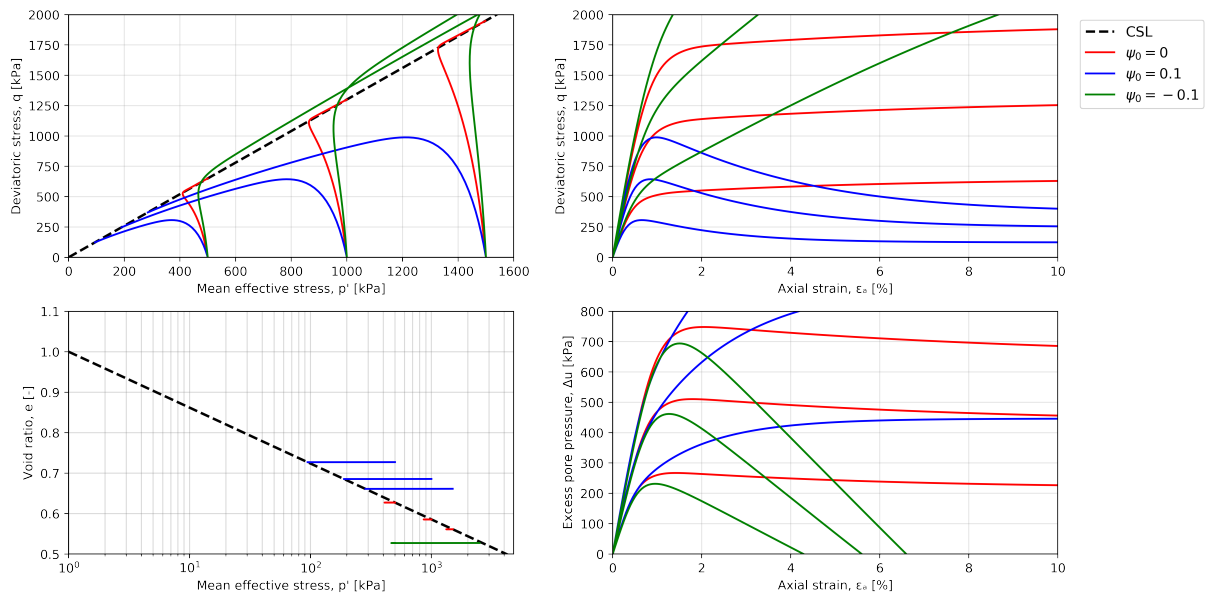 2000
1750
1500
1250
1000
750
500
250
0
Deviatoric stress, q [kPa]
0 200 400 600 800 1000 1200 1400 1600
Mean effective stress, p' [kPa]
2000
1750
1500
1250
1000
750
500
250
0
Deviatoric stress, q [kPa]
0 2 4 6 8 10
Axial strain, εₐ [%]
CSL
ψ₀ = 0
ψ₀ = 0.1
ψ₀ = −0.1
1.1
1.0
0.9
0.8
0.7
0.6
0.5
Void ratio, e [-]
10⁰ 10¹ 10² 10³
Mean effective stress, p' [kPa]
800
700
600
500
400
300
200
100
0
Excess pore pressure, Δu [kPa]
0 2 4 6 8 10
Axial strain, εₐ [%]